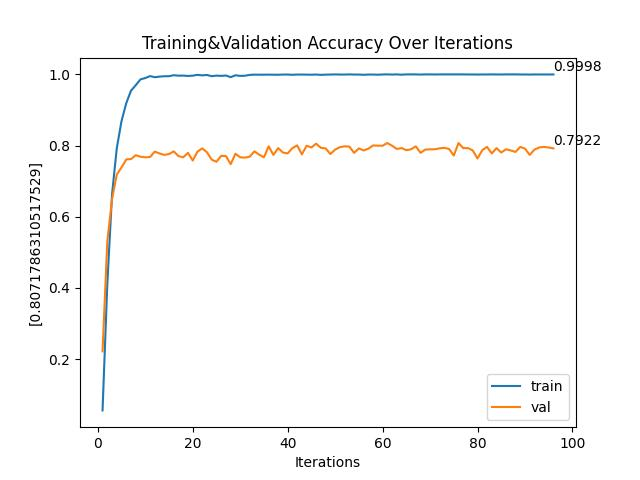 Training&Validation Accuracy Over Iterations
[0.8071786310517529]
1.0
0.8
0.6
0.4
0.2
0.9998
0.7922
train
val
0 20 40 60 80 100
Iterations